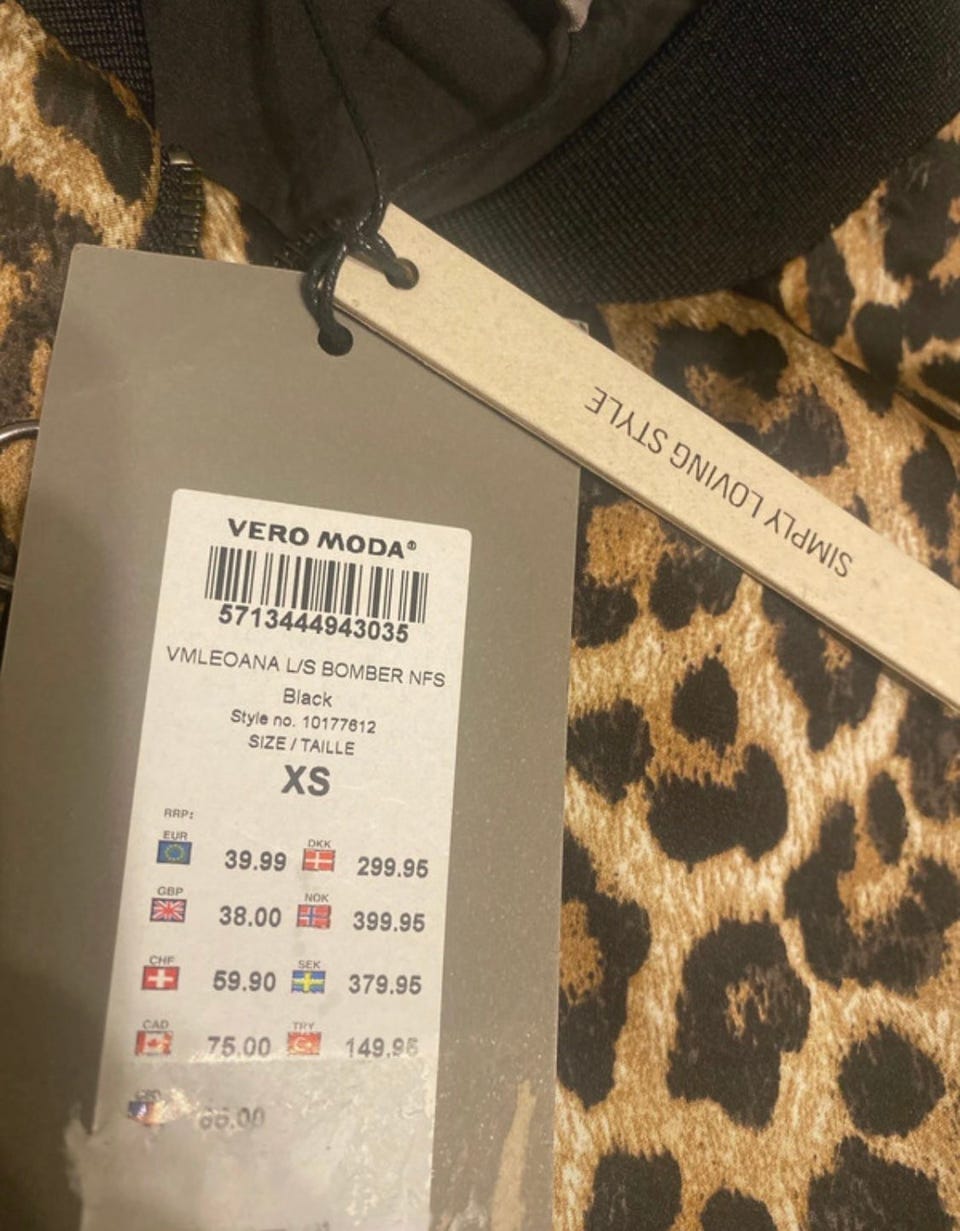 SIMPLY LOVING STYLE
VERO MODA®
5713444943035
VMLEOANA L/S BOMBER NFS
Black
Style no. 10177612
SIZE / TAILLE
XS
RRP:
EUR 39.99 DKK 299.95
GBP 38.00 NOK 399.95
CHF 59.90 SEK 379.95
CAD 75.00 TRY 149.95